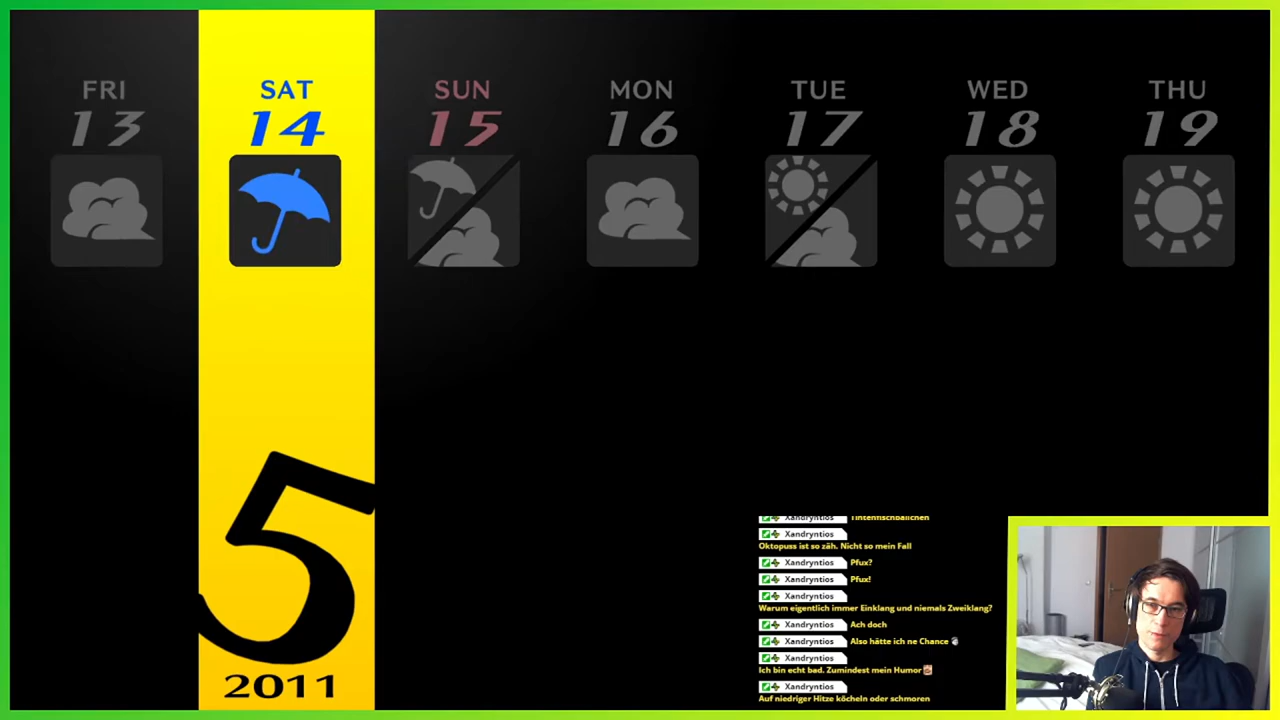 FRI SAT SUN MON TUE WED THU
13 14 15 16 17 18 19
5
2011
Xandryntios Tintenfischbällchen
Xandryntios
Oktopuss ist so zäh. Nicht so mein Fall
Xandryntios Pfux?
Xandryntios Pfux!
Xandryntios
Warum eigentlich immer Einklang und niemals Zweiklang?
Xandryntios Ach doch
Xandryntios Also hätte ich ne Chance
Xandryntios
Ich bin echt bad. Zumindest mein Humor
Xandryntios
Auf niedriger Hitze köcheln oder schmoren